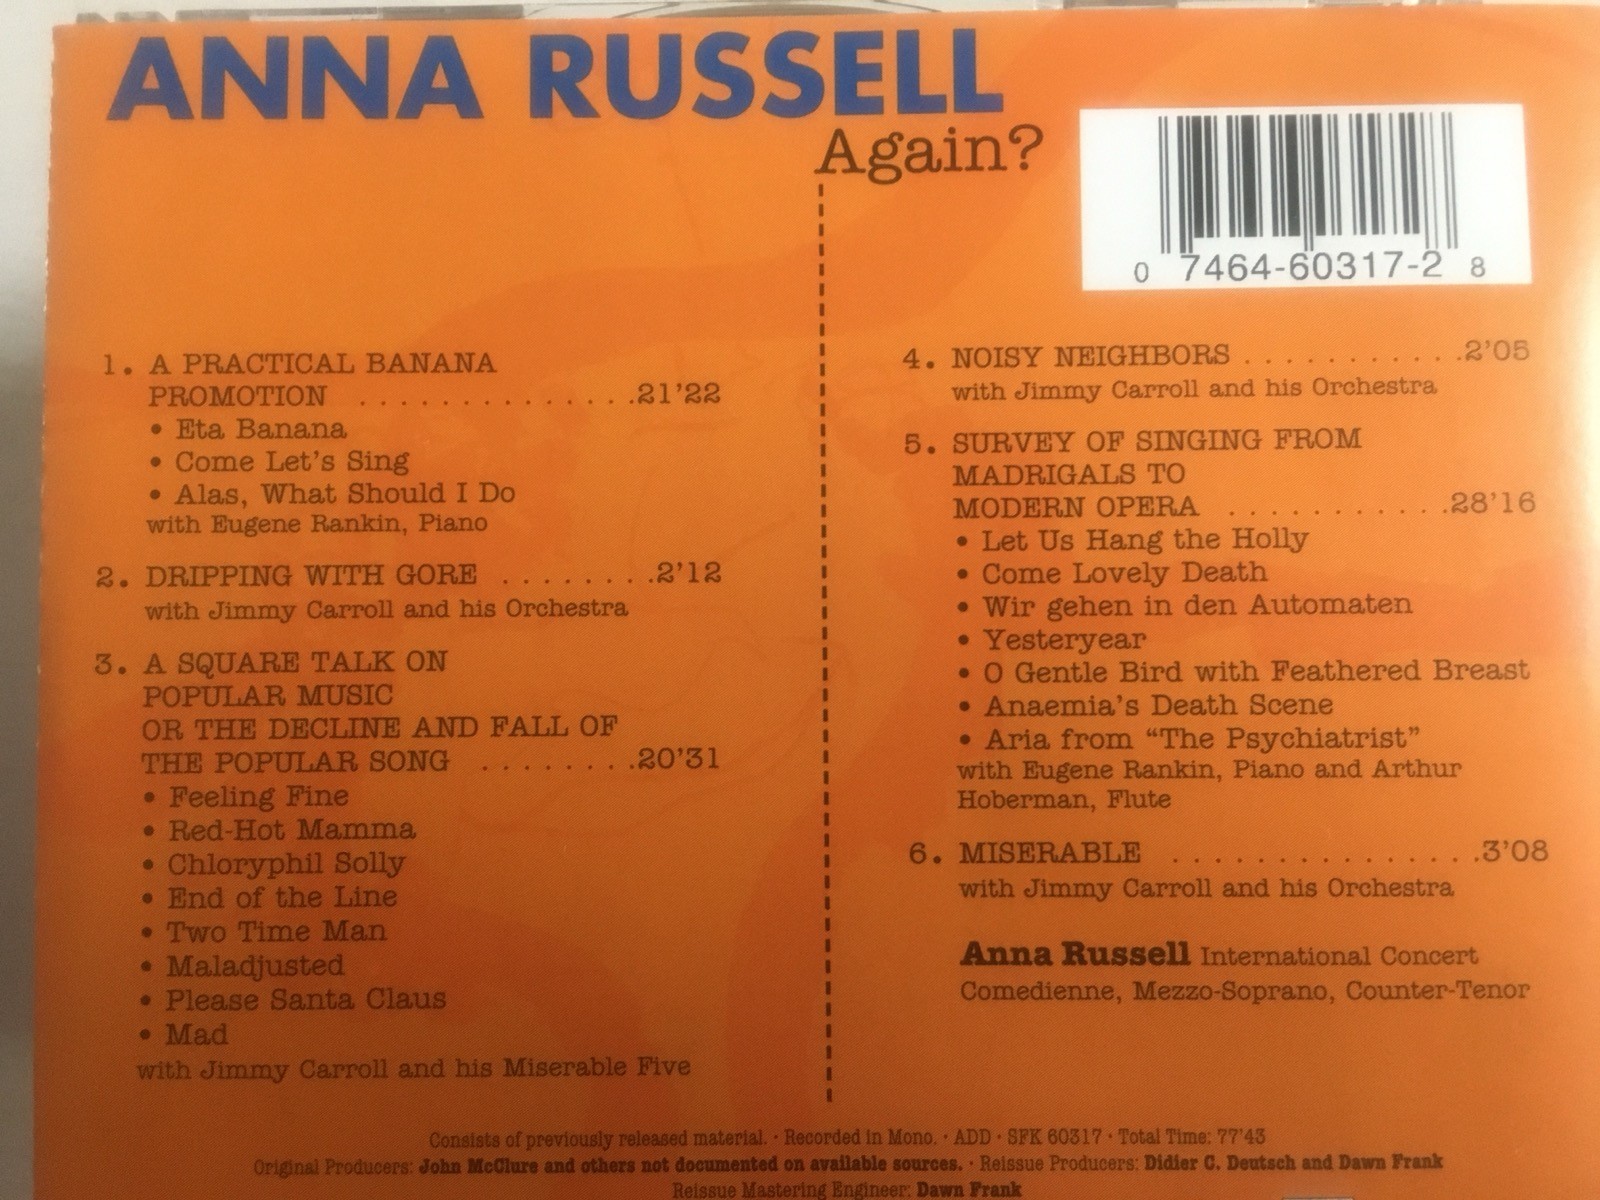 ANNA RUSSELL
Again?
0 7464-60317-2 8
1. A PRACTICAL BANANA
PROMOTION ..............21'22
• Eta Banana
• Come Let's Sing
• Alas, What Should I Do
with Eugene Rankin, Piano
2. DRIPPING WITH GORE ........2'12
with Jimmy Carroll and his Orchestra
3. A SQUARE TALK ON
POPULAR MUSIC
OR THE DECLINE AND FALL OF
THE POPULAR SONG ........20'31
• Feeling Fine
• Red-Hot Mamma
• Chloryphil Solly
• End of the Line
• Two Time Man
• Maladjusted
• Please Santa Claus
• Mad
with Jimmy Carroll and his Miserable Five
4. NOISY NEIGHBORS ...........2'05
with Jimmy Carroll and his Orchestra
5. SURVEY OF SINGING FROM
MADRIGALS TO
MODERN OPERA ...........28'16
• Let Us Hang the Holly
• Come Lovely Death
• Wir gehen in den Automaten
• Yesteryear
• O Gentle Bird with Feathered Breast
• Anaemia's Death Scene
• Aria from “The Psychiatrist”
with Eugene Rankin, Piano and Arthur
Hoberman, Flute
6. MISERABLE ...............3'08
with Jimmy Carroll and his Orchestra
Anna Russell International Concert
Comedienne, Mezzo-Soprano, Counter-Tenor
Consists of previously released material. · Recorded in Mono. · ADD · SFK 60317 · Total Time: 77'43
Original Producers: John McClure and others not documented on available sources. · Reissue Producers: Didier C. Deutsch and Dawn Frank
Reissue Mastering Engineer: Dawn Frank